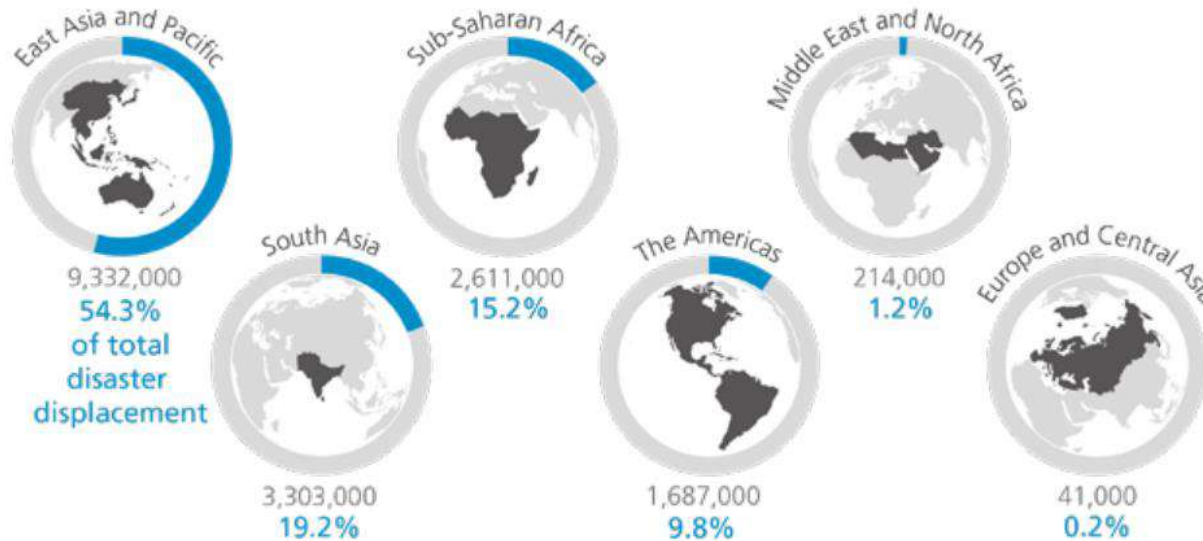 East Asia and Pacific
9,332,000
54.3%
of total
disaster
displacement
South Asia
3,303,000
19.2%
Sub-Saharan Africa
2,611,000
15.2%
The Americas
1,687,000
9.8%
Middle East and North Africa
214,000
1.2%
Europe and Central Asia
41,000
0.2%